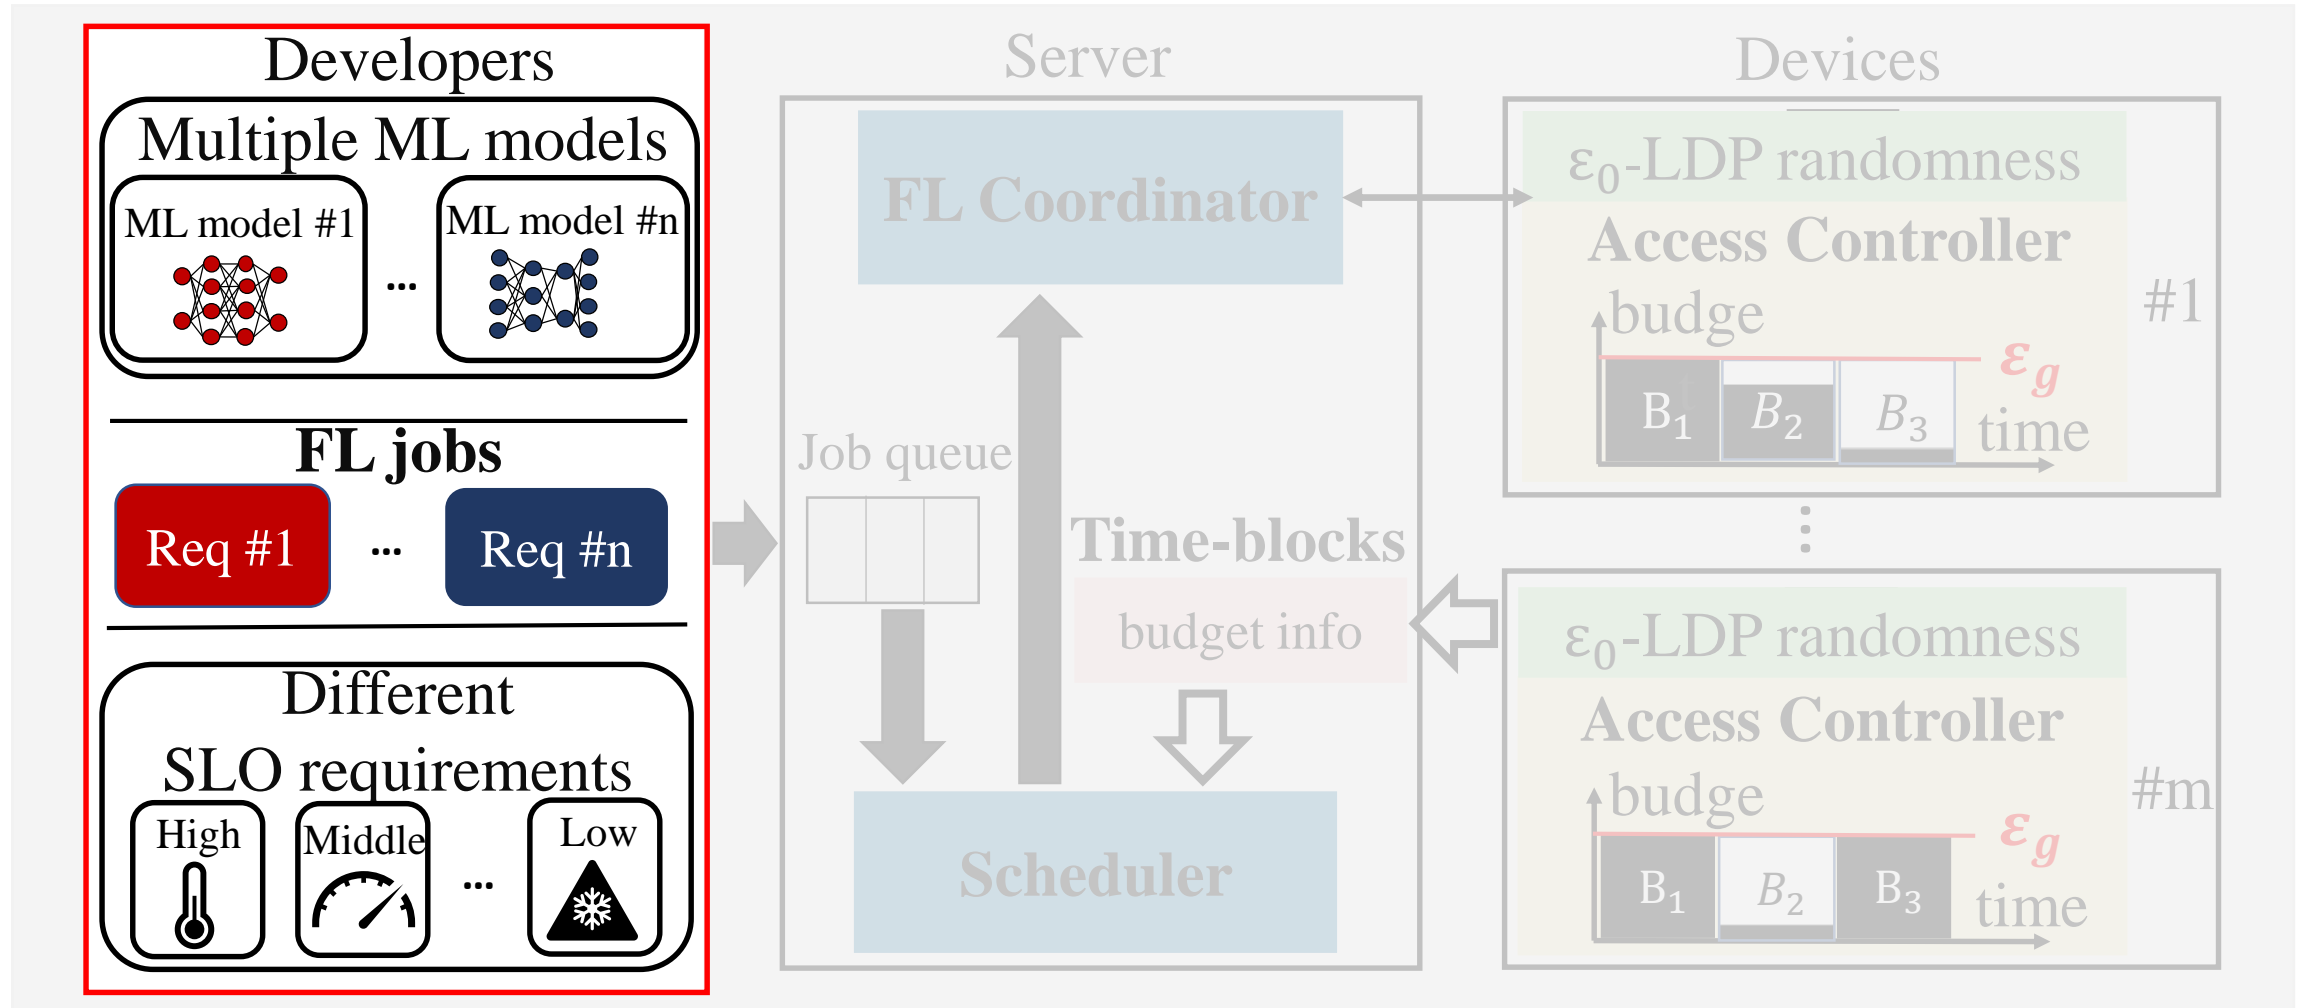 Developers
Multiple ML models
ML model #1
...
ML model #n
FL jobs
Req #1
...
Req #n
Different
SLO requirements
High
Middle
...
Low
Server
FL Coordinator
Job queue
Time-blocks
budget info
Scheduler
Devices
ε₀-LDP randomness
Access Controller
budge
t
#1
ε_g
B₁
B₂
B₃
time
⋮
ε₀-LDP randomness
Access Controller
budge
#m
ε_g
B₁
B₂
B₃
time